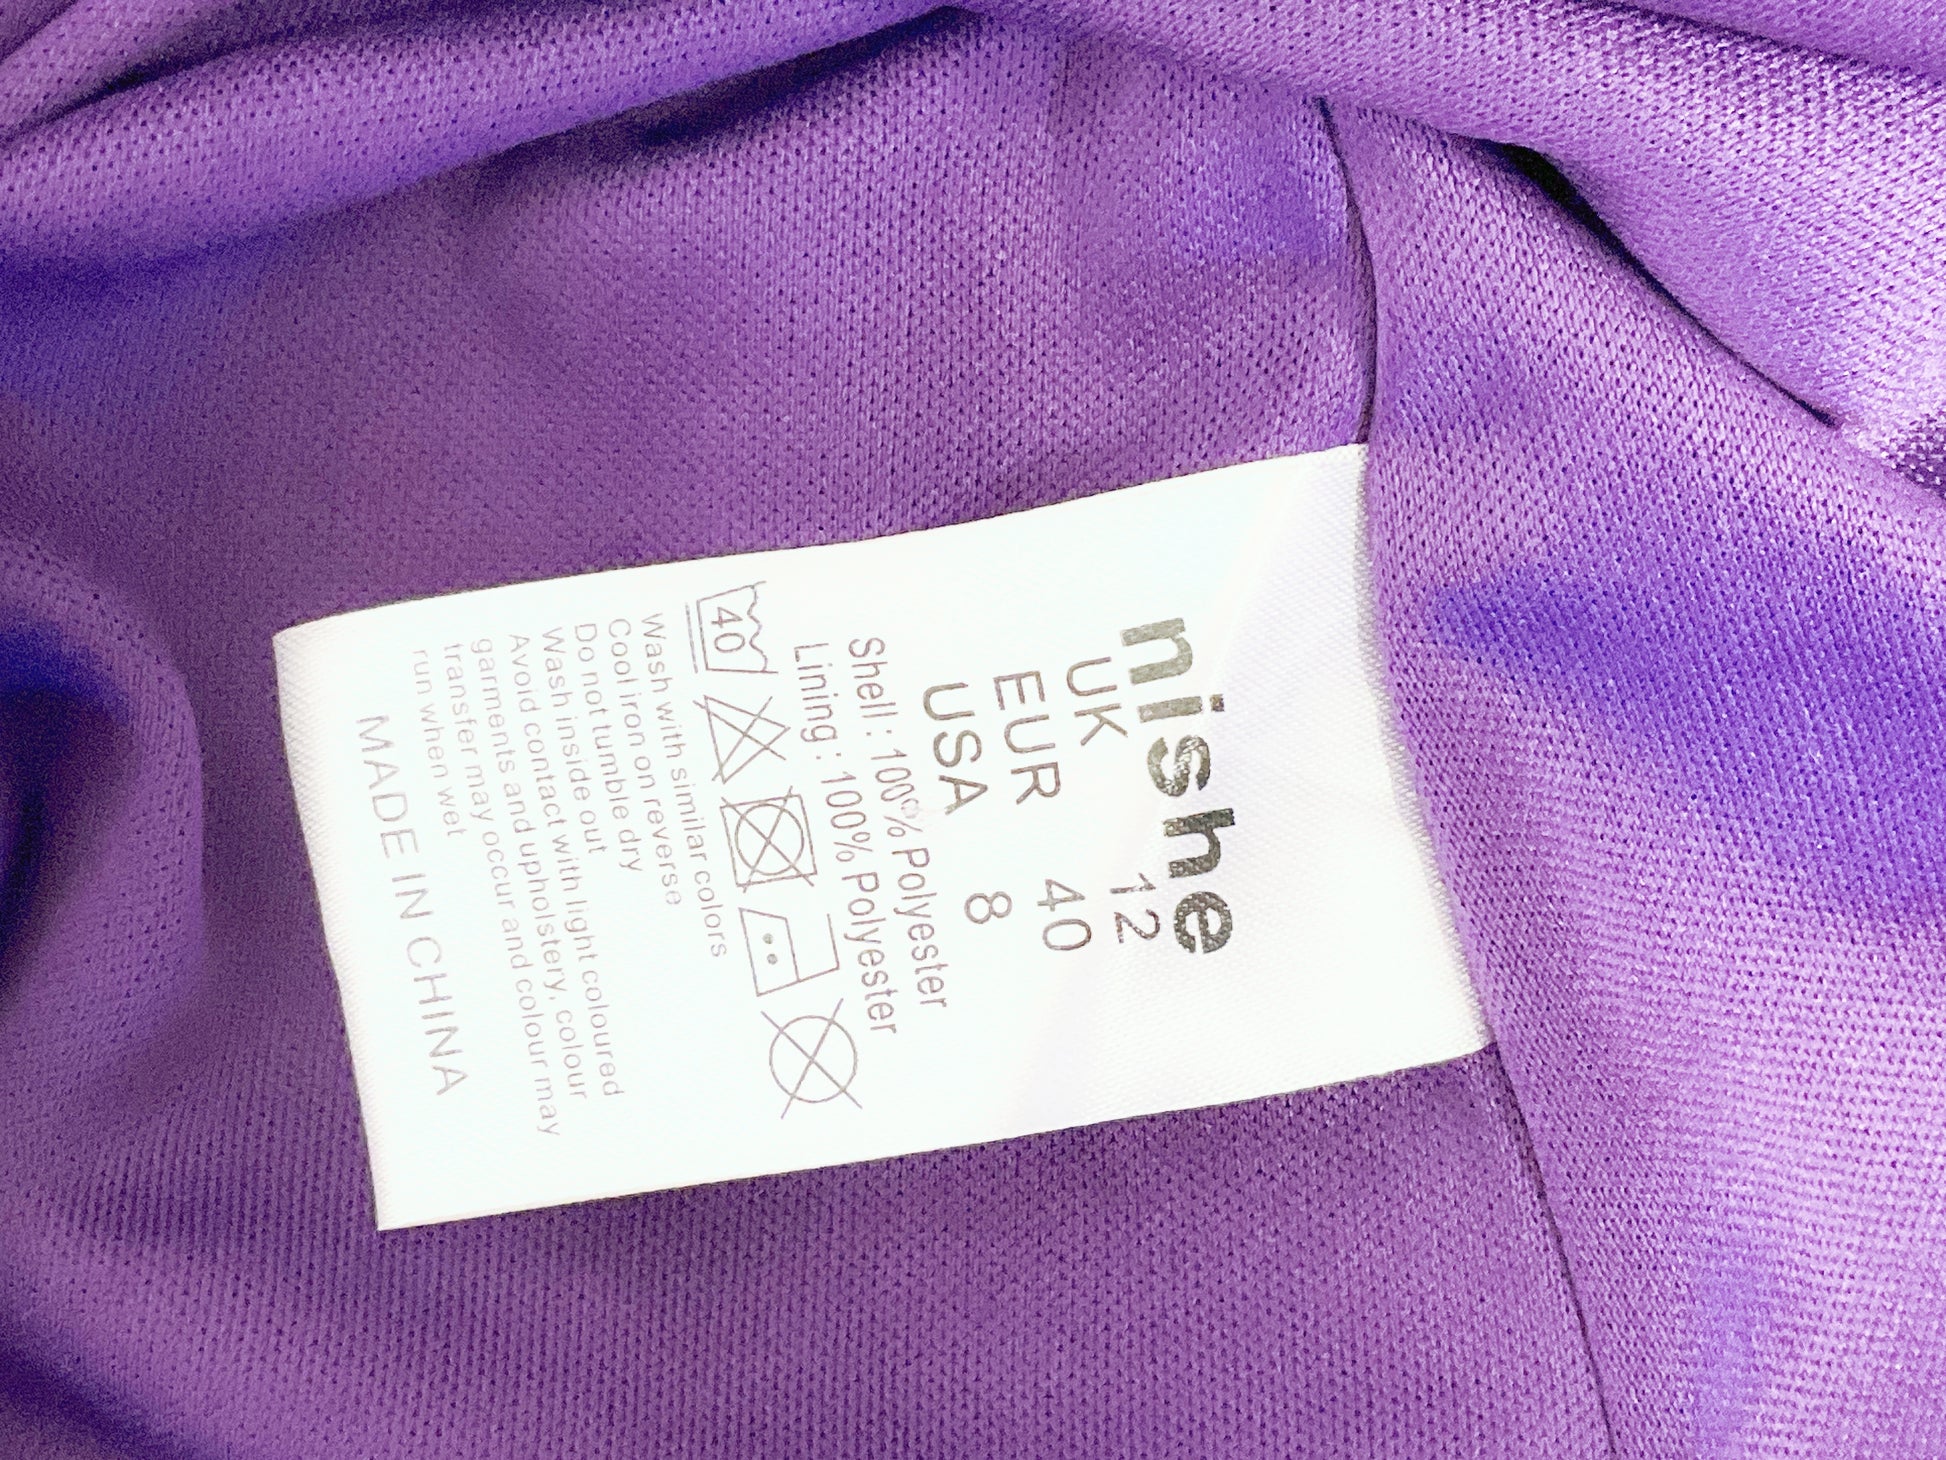 nishe
UK 12
EUR 40
USA 8
Shell : 100% Polyester
Lining : 100% Polyester
40
Wash with similar colors
Cool iron on reverse
Do not tumble dry
Wash inside out
Avoid contact with light coloured
garments and upholstery, colour
transfer may occur and colour may
run when wet
MADE IN CHINA